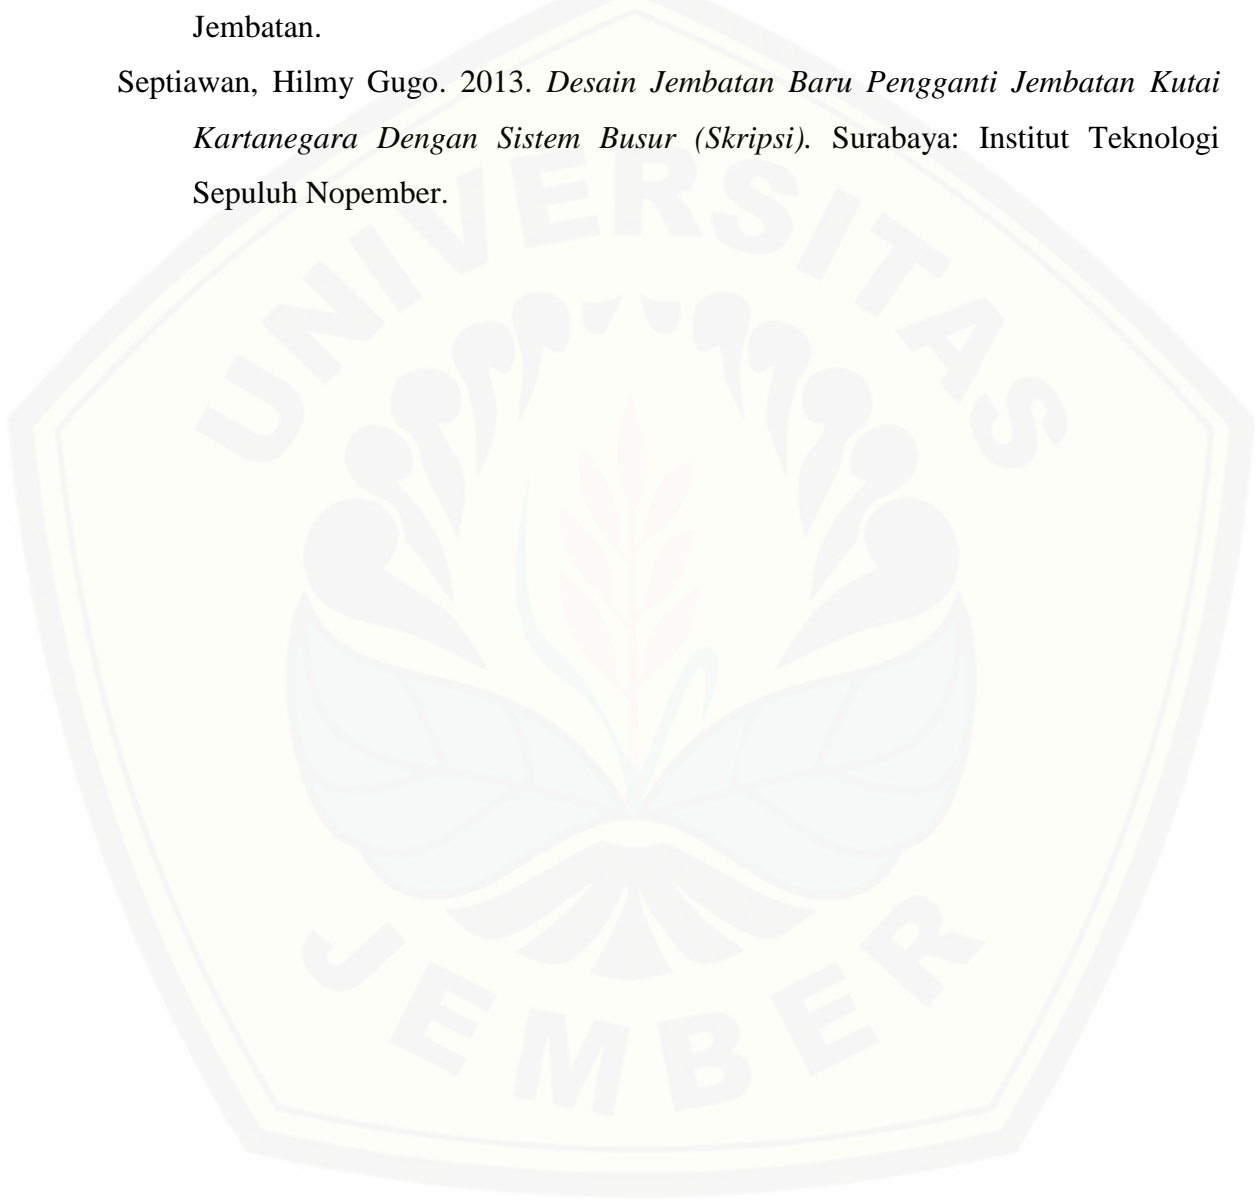 Jembatan.
Septiawan, Hilmy Gugo. 2013. Desain Jembatan Baru Pengganti Jembatan Kutai
Kartanegara Dengan Sistem Busur (Skripsi). Surabaya: Institut Teknologi
Sepuluh Nopember.
UNIVERSITAS
JEMBER